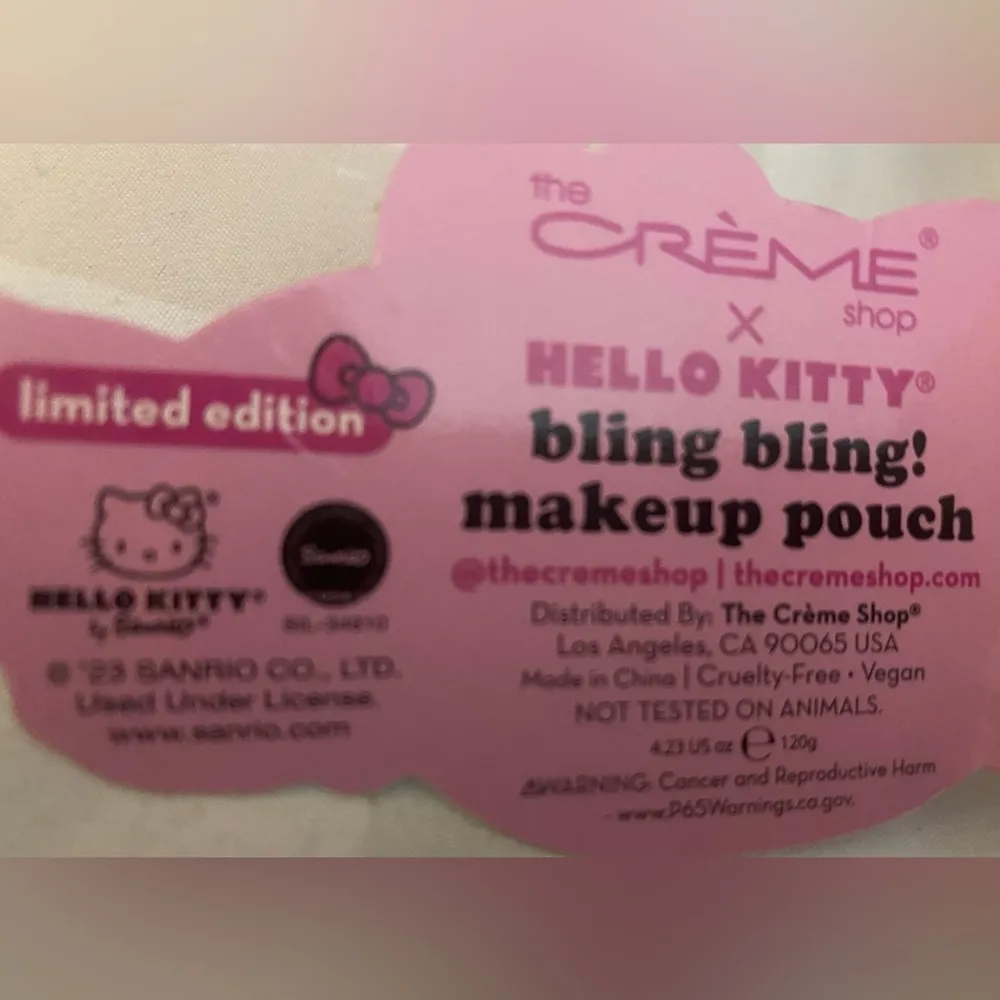 limited edition
HELLO KITTY®
by Sanrio®
© '23 SANRIO CO., LTD.
Used Under License.
www.sanrio.com
the
CRÈME®
shop
X
HELLO KITTY®
bling bling!
makeup pouch
@thecremeshop | thecremeshop.com
Distributed By: The Crème Shop®
Los Angeles, CA 90065 USA
Made in China | Cruelty-Free • Vegan
NOT TESTED ON ANIMALS.
4.23 US oz ℮ 120g
⚠WARNING: Cancer and Reproductive Harm
- www.P65Warnings.ca.gov.